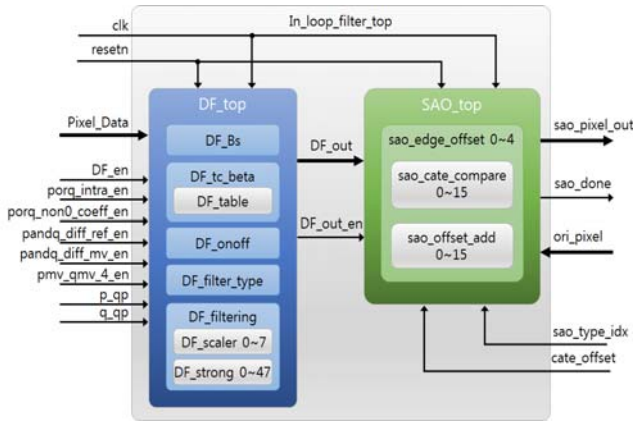 clk
In_loop_filter_top
resetn
DF_top
SAO_top
Pixel_Data
DF_Bs
DF_out
sao_edge_offset 0~4
sao_pixel_out
DF_en
DF_tc_beta
sao_cate_compare
0~15
sao_done
porq_intra_en
DF_table
porq_non0_coeff_en
pandq_diff_ref_en
DF_onoff
DF_out_en
sao_offset_add
0~15
ori_pixel
pandq_diff_mv_en
pmv_qmv_4_en
DF_filter_type
p_qp
q_qp
DF_filtering
DF_scaler 0~7
DF_strong 0~47
sao_type_idx
cate_offset